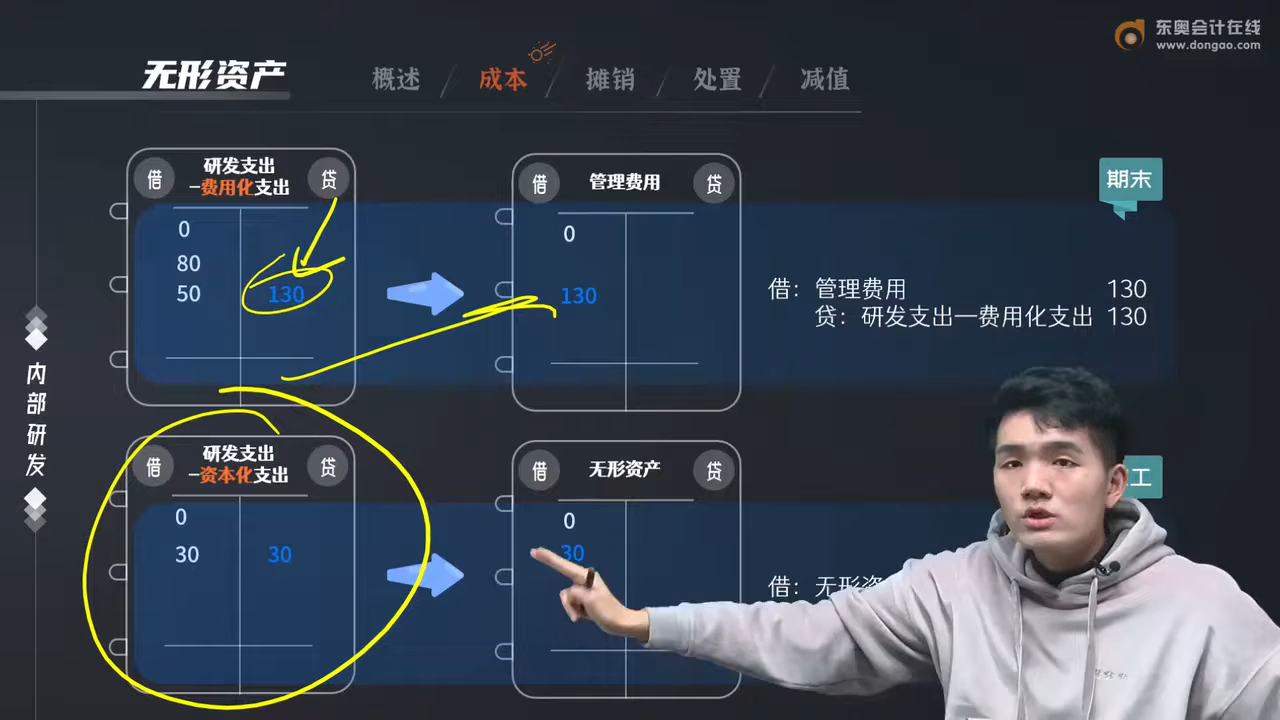 东奥会计在线
www.dongao.com
无形资产
概述 / 成本 / 摊销 / 处置 / 减值
借
研发支出
-费用化支出
贷
0
80
50 130
借
管理费用
贷
0
130
期末
借：管理费用 130
贷：研发支出—费用化支出 130
内部研发
借
研发支出
-资本化支出
贷
0
30 30
借
无形资产
贷
0
30
工
借：无形资